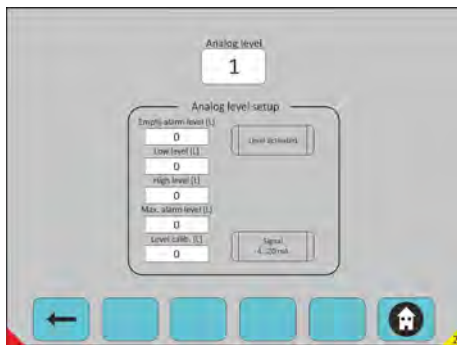 Analog level
1
Analog level setup
Empty alarm level (L)
0
Level activated
Low level (L)
0
High level (L)
0
Max. alarm level (L)
0
Level calib. (L)
0
Signal
4...20mA
2